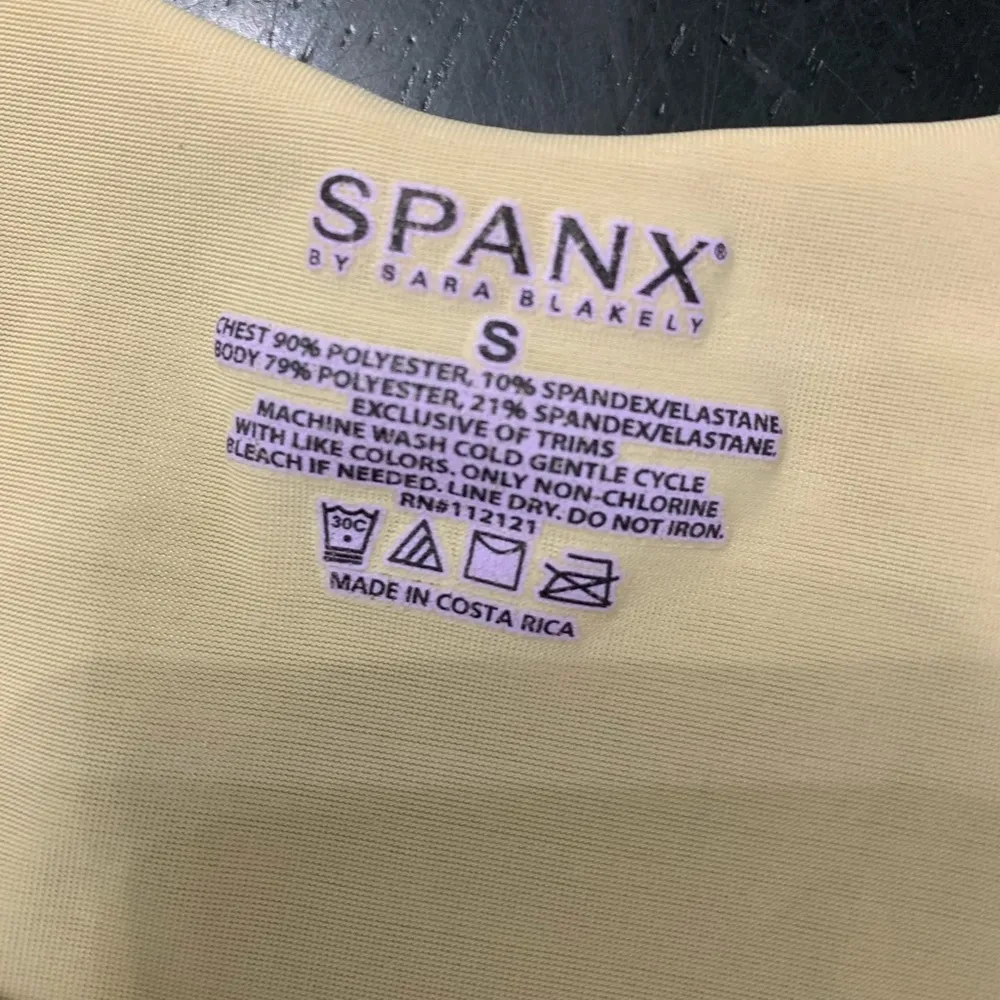 SPANX®
BY SARA BLAKELY
S
CHEST 90% POLYESTER, 10% SPANDEX/ELASTANE.
BODY 79% POLYESTER, 21% SPANDEX/ELASTANE.
EXCLUSIVE OF TRIMS
MACHINE WASH COLD GENTLE CYCLE
WITH LIKE COLORS. ONLY NON-CHLORINE
BLEACH IF NEEDED. LINE DRY. DO NOT IRON.
RN#112121
30C
MADE IN COSTA RICA